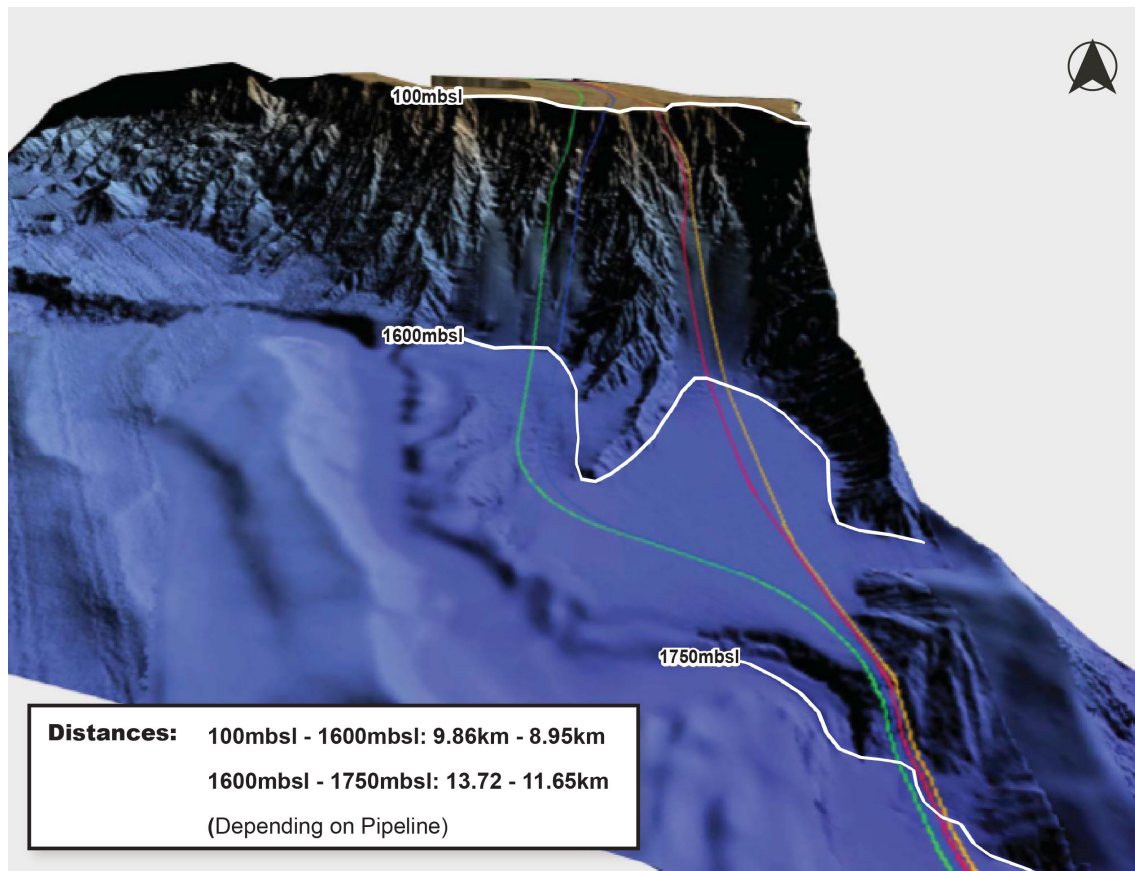 100mbsl
1600mbsl
1750mbsl
Distances: 100mbsl - 1600mbsl: 9.86km - 8.95km
1600mbsl - 1750mbsl: 13.72 - 11.65km
(Depending on Pipeline)